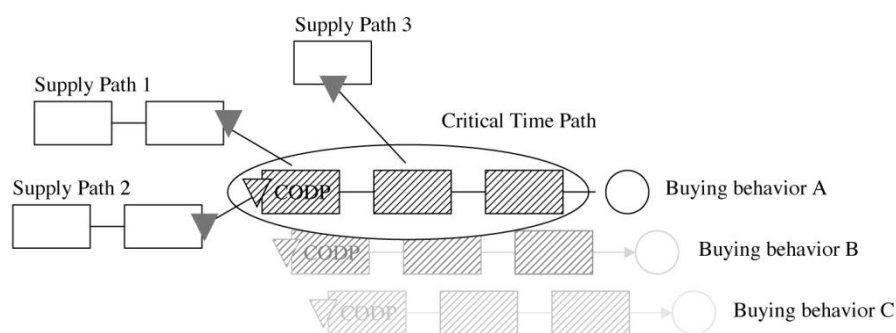 Supply Path 3
Supply Path 1
Critical Time Path
Supply Path 2
CODP
Buying behavior A
CODP
Buying behavior B
CODP
Buying behavior C